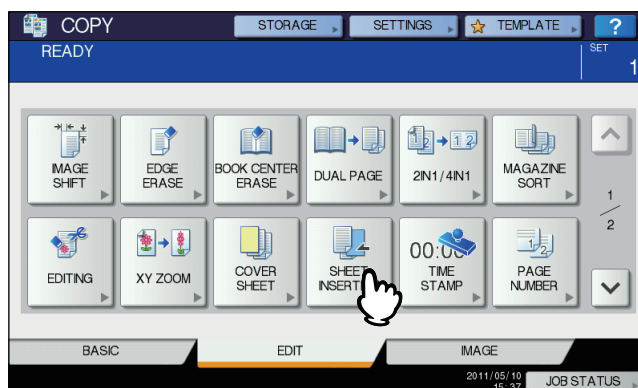 COPY
STORAGE
SETTINGS
TEMPLATE
?
READY
SET
1
IMAGE
SHIFT
EDGE
ERASE
BOOK CENTER
ERASE
DUAL PAGE
2IN1/4IN1
MAGAZINE
SORT
1
2
EDITING
XY ZOOM
COVER
SHEET
SHEET
INSERT
00:00
TIME
STAMP
PAGE
NUMBER
BASIC
EDIT
IMAGE
2011/05/10
15:37
JOB STATUS